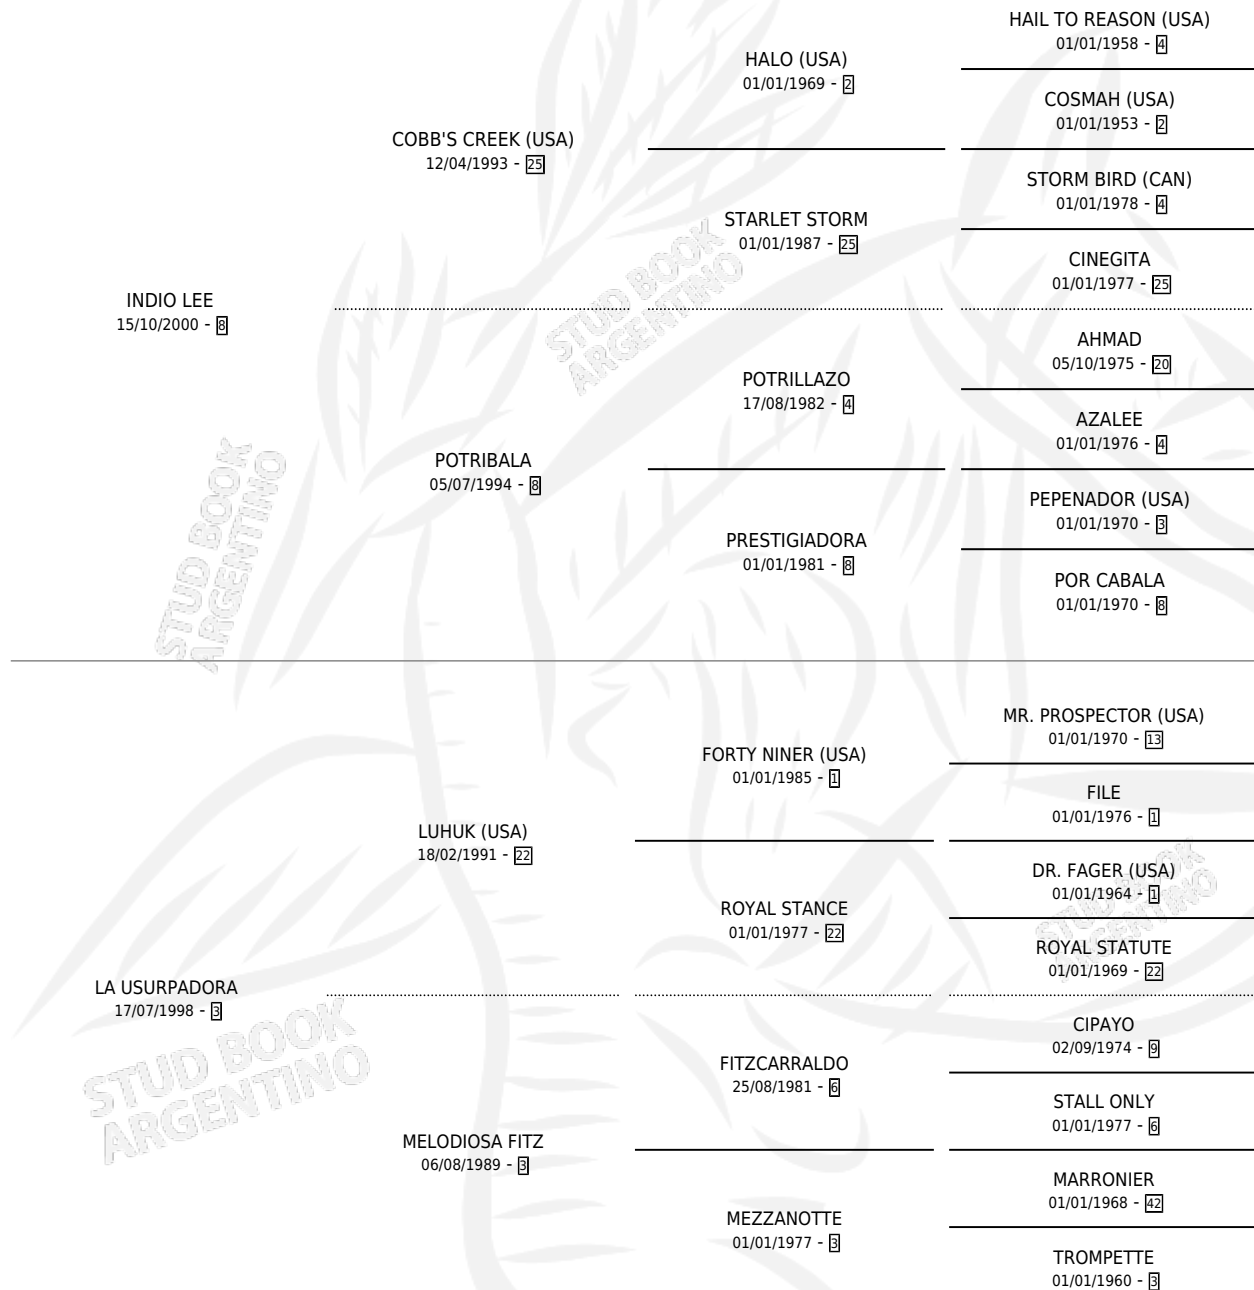 HAIL TO REASON (USA)
01/01/1958 - 4
HALO (USA)
01/01/1969 - 2
COSMAH (USA)
01/01/1953 - 2
COBB'S CREEK (USA)
12/04/1993 - 25
STORM BIRD (CAN)
01/01/1978 - 4
STARLET STORM
01/01/1987 - 25
CINEGITA
01/01/1977 - 25
INDIO LEE
15/10/2000 - 8
AHMAD
05/10/1975 - 20
POTRILLAZO
17/08/1982 - 4
AZALEE
01/01/1976 - 4
POTRIBALA
05/07/1994 - 8
PEPENADOR (USA)
01/01/1970 - 3
PRESTIGIADORA
01/01/1981 - 8
POR CABALA
01/01/1970 - 8
MR. PROSPECTOR (USA)
01/01/1970 - 13
FORTY NINER (USA)
01/01/1985 - 1
FILE
01/01/1976 - 1
LUHUK (USA)
18/02/1991 - 22
DR. FAGER (USA)
01/01/1964 - 1
ROYAL STANCE
01/01/1977 - 22
ROYAL STATUTE
01/01/1969 - 22
LA USURPADORA
17/07/1998 - 3
CIPAYO
02/09/1974 - 9
FITZCARRALDO
25/08/1981 - 6
STALL ONLY
01/01/1977 - 6
MELODIOSA FITZ
06/08/1989 - 3
MARRONIER
01/01/1968 - 42
MEZZANOTTE
01/01/1977 - 3
TROMPETTE
01/01/1960 - 3
STUD BOOK
ARGENTINO
STUD BOOK
ARGENTINO
STUD BOOK
ARGENTINO
STUD BOOK
ARGENTINO